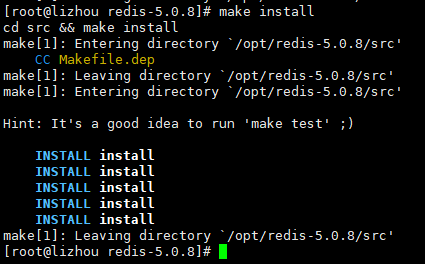 [root@lizhou redis-5.0.8]# make install
cd src && make install
make[1]: Entering directory `/opt/redis-5.0.8/src'
CC Makefile.dep
make[1]: Leaving directory `/opt/redis-5.0.8/src'
make[1]: Entering directory `/opt/redis-5.0.8/src'
Hint: It's a good idea to run 'make test' ;)
INSTALL install
INSTALL install
INSTALL install
INSTALL install
INSTALL install
make[1]: Leaving directory `/opt/redis-5.0.8/src'
[root@lizhou redis-5.0.8]#